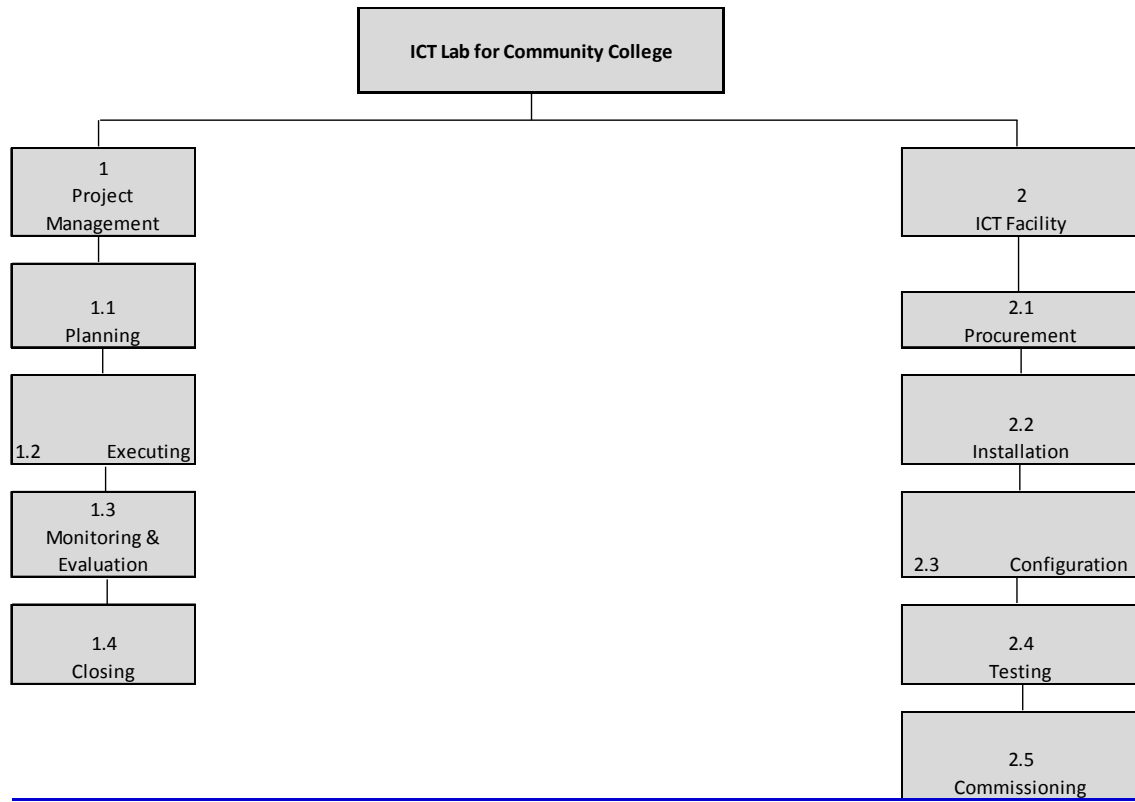 ICT Lab for Community College
1
Project
Management
1.1
Planning
1.2 Executing
1.3
Monitoring &
Evaluation
1.4
Closing
2
ICT Facility
2.1
Procurement
2.2
Installation
2.3 Configuration
2.4
Testing
2.5
Commissioning